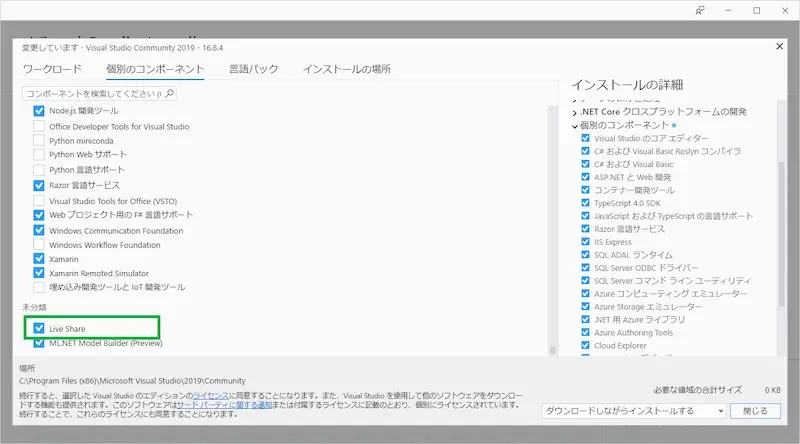 変更しています - Visual Studio Community 2019 - 16.8.4
ワークロード
個別のコンポーネント
言語パック
インストールの場所
コンポーネントを検索してください (
Node.js 開発ツール
Office Developer Tools for Visual Studio
Python miniconda
Python Web サポート
Python 言語サポート
Razor 言語サービス
Visual Studio Tools for Office (VSTO)
Web プロジェクト用の F# 言語サポート
Windows Communication Foundation
Windows Workflow Foundation
Xamarin
Xamarin Remoted Simulator
埋め込み開発ツールと IoT 開発ツール
未分類
Live Share
ML.NET Model Builder (Preview)
インストールの詳細
.NET Core クロスプラットフォームの開発
個別のコンポーネント *
Visual Studio のコア エディター
C# および Visual Basic Roslyn コンパイラ
C# および Visual Basic
ASP.NET と Web 開発
コンテナー開発ツール
TypeScript 4.0 SDK
JavaScript および TypeScript の言語サポート
Razor 言語サービス
IIS Express
SQL ADAL ランタイム
SQL Server ODBC ドライバー
SQL Server コマンド ライン ユーティリティ
Azure コンピューティング エミュレーター
Azure Storage エミュレーター
.NET 用 Azure ライブラリ
Azure Authoring Tools
Cloud Explorer
場所
C:\Program Files (x86)\Microsoft Visual Studio\2019\Community
続行すると、選択した Visual Studio のエディションのライセンスに同意することになります。また、Visual Studio を使用して他のソフトウェアをダウンロー
ドする機能も提供されます。このソフトウェアはサード パーティに関する通知または付属するライセンスに記載のとおり、個別にライセンスされています。
続行することで、これらのライセンスにも同意することになります。
必要な領域の合計サイズ 0 KB
ダウンロードしながらインストールする
閉じる